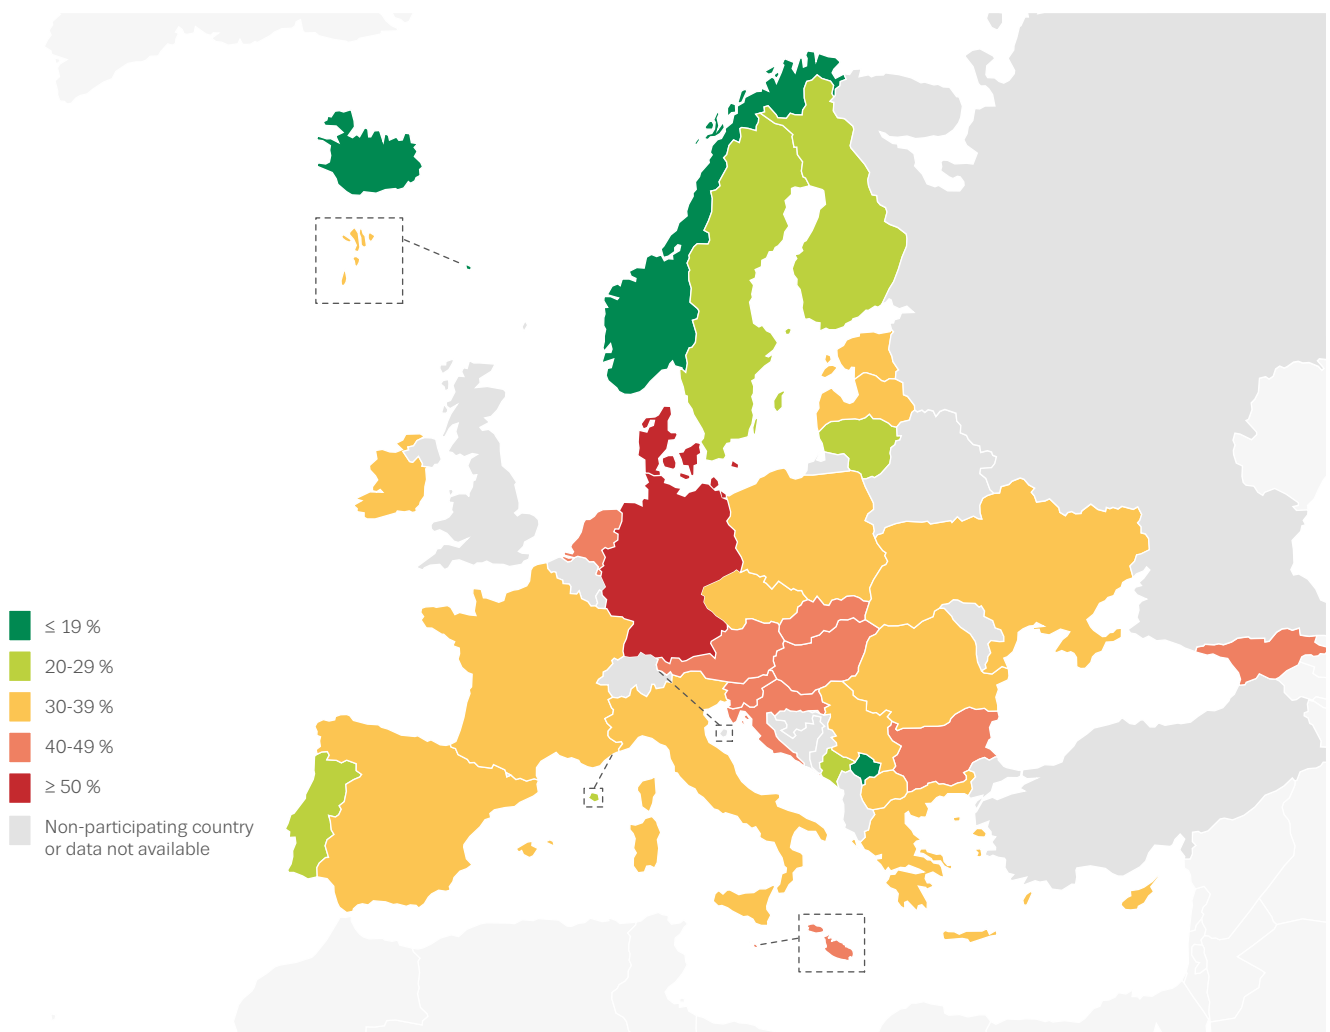 ≤ 19 %
20-29 %
30-39 %
40-49 %
≥ 50 %
Non-participating country
or data not available